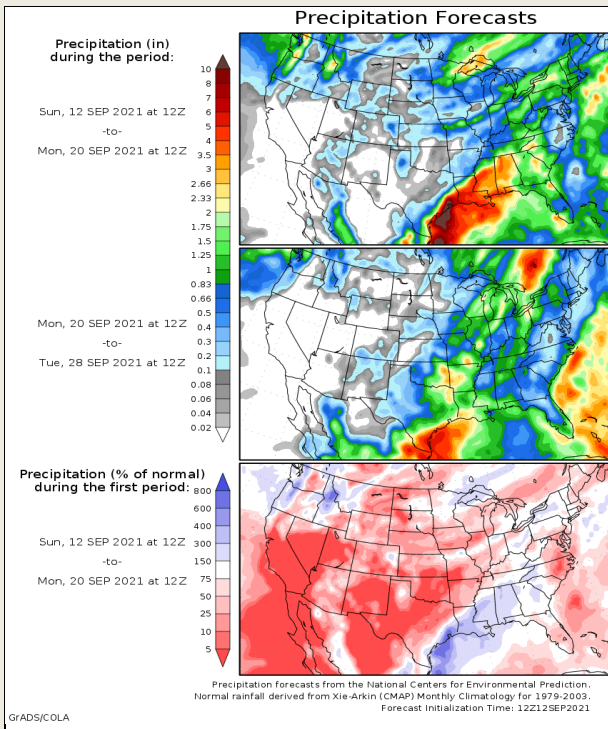 Precipitation Forecasts
Precipitation (in)
during the period:
Sun, 12 SEP 2021 at 12Z
-to-
Mon, 20 SEP 2021 at 12Z
10
8
7
6
5
4
3.5
3
2.66
2.33
2
1.75
1.5
1.25
1
0.83
0.66
0.5
0.4
0.3
0.2
0.1
0.08
0.06
0.04
0.02
Mon, 20 SEP 2021 at 12Z
-to-
Tue, 28 SEP 2021 at 12Z
Precipitation (% of normal)
during the first period:
Sun, 12 SEP 2021 at 12Z
-to-
Mon, 20 SEP 2021 at 12Z
800
600
400
300
150
75
50
25
10
5
Precipitation forecasts from the National Centers for Environmental Prediction.
Normal rainfall derived from Xie-Arkin (CMAP) Monthly Climatology for 1979-2003.
Forecast Initialization Time: 12Z12SEP2021
GrADS/COLA